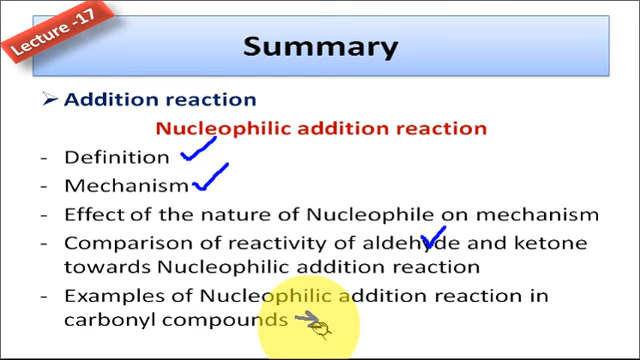 Lecture -17
Summary
➢ Addition reaction
Nucleophilic addition reaction
- Definition
- Mechanism
- Effect of the nature of Nucleophile on mechanism
- Comparison of reactivity of aldehyde and ketone
towards Nucleophilic addition reaction
- Examples of Nucleophilic addition reaction in
carbonyl compounds